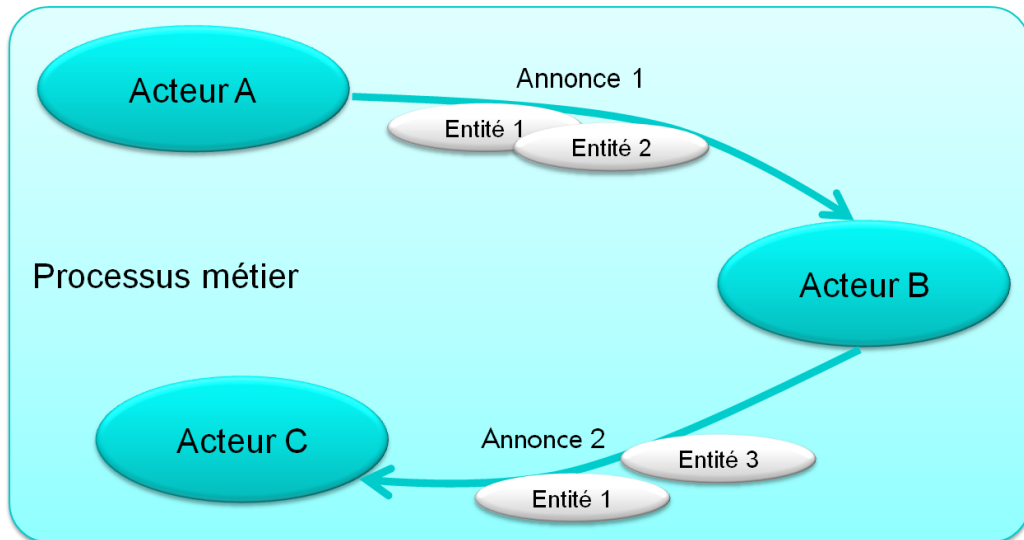 Acteur A
Annonce 1
Entité 1
Entité 2
Processus métier
Acteur B
Acteur C
Annonce 2
Entité 3
Entité 1